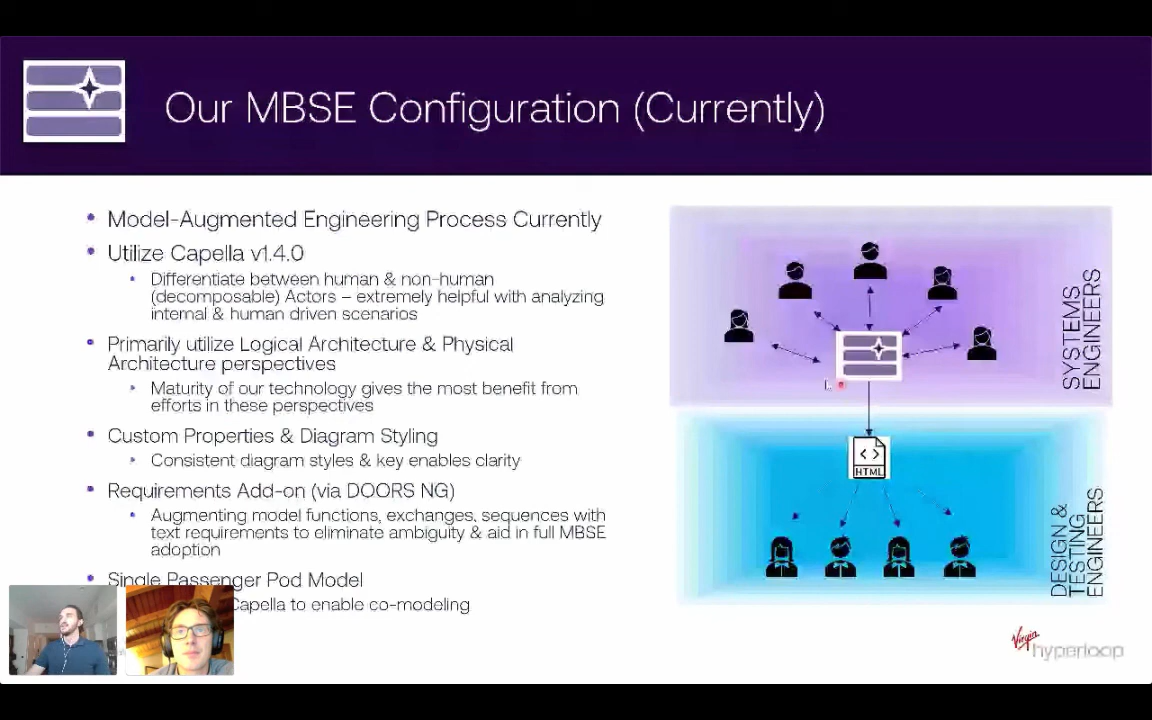 Our MBSE Configuration (Currently)
Model-Augmented Engineering Process Currently
Utilize Capella v1.4.0
Differentiate between human & non-human
(decomposable) Actors – extremely helpful with analyzing
internal & human driven scenarios
Primarily utilize Logical Architecture & Physical
Architecture perspectives
Maturity of our technology gives the most benefit from
efforts in these perspectives
Custom Properties & Diagram Styling
Consistent diagram styles & key enables clarity
Requirements Add-on (via DOORS NG)
Augmenting model functions, exchanges, sequences with
text requirements to eliminate ambiguity & aid in full MBSE
adoption
Single Passenger Pod Model
Capella to enable co-modeling
SYSTEMS
ENGINEERS
HTML
DESIGN &
TESTING
ENGINEERS
Virgin
hyperloop